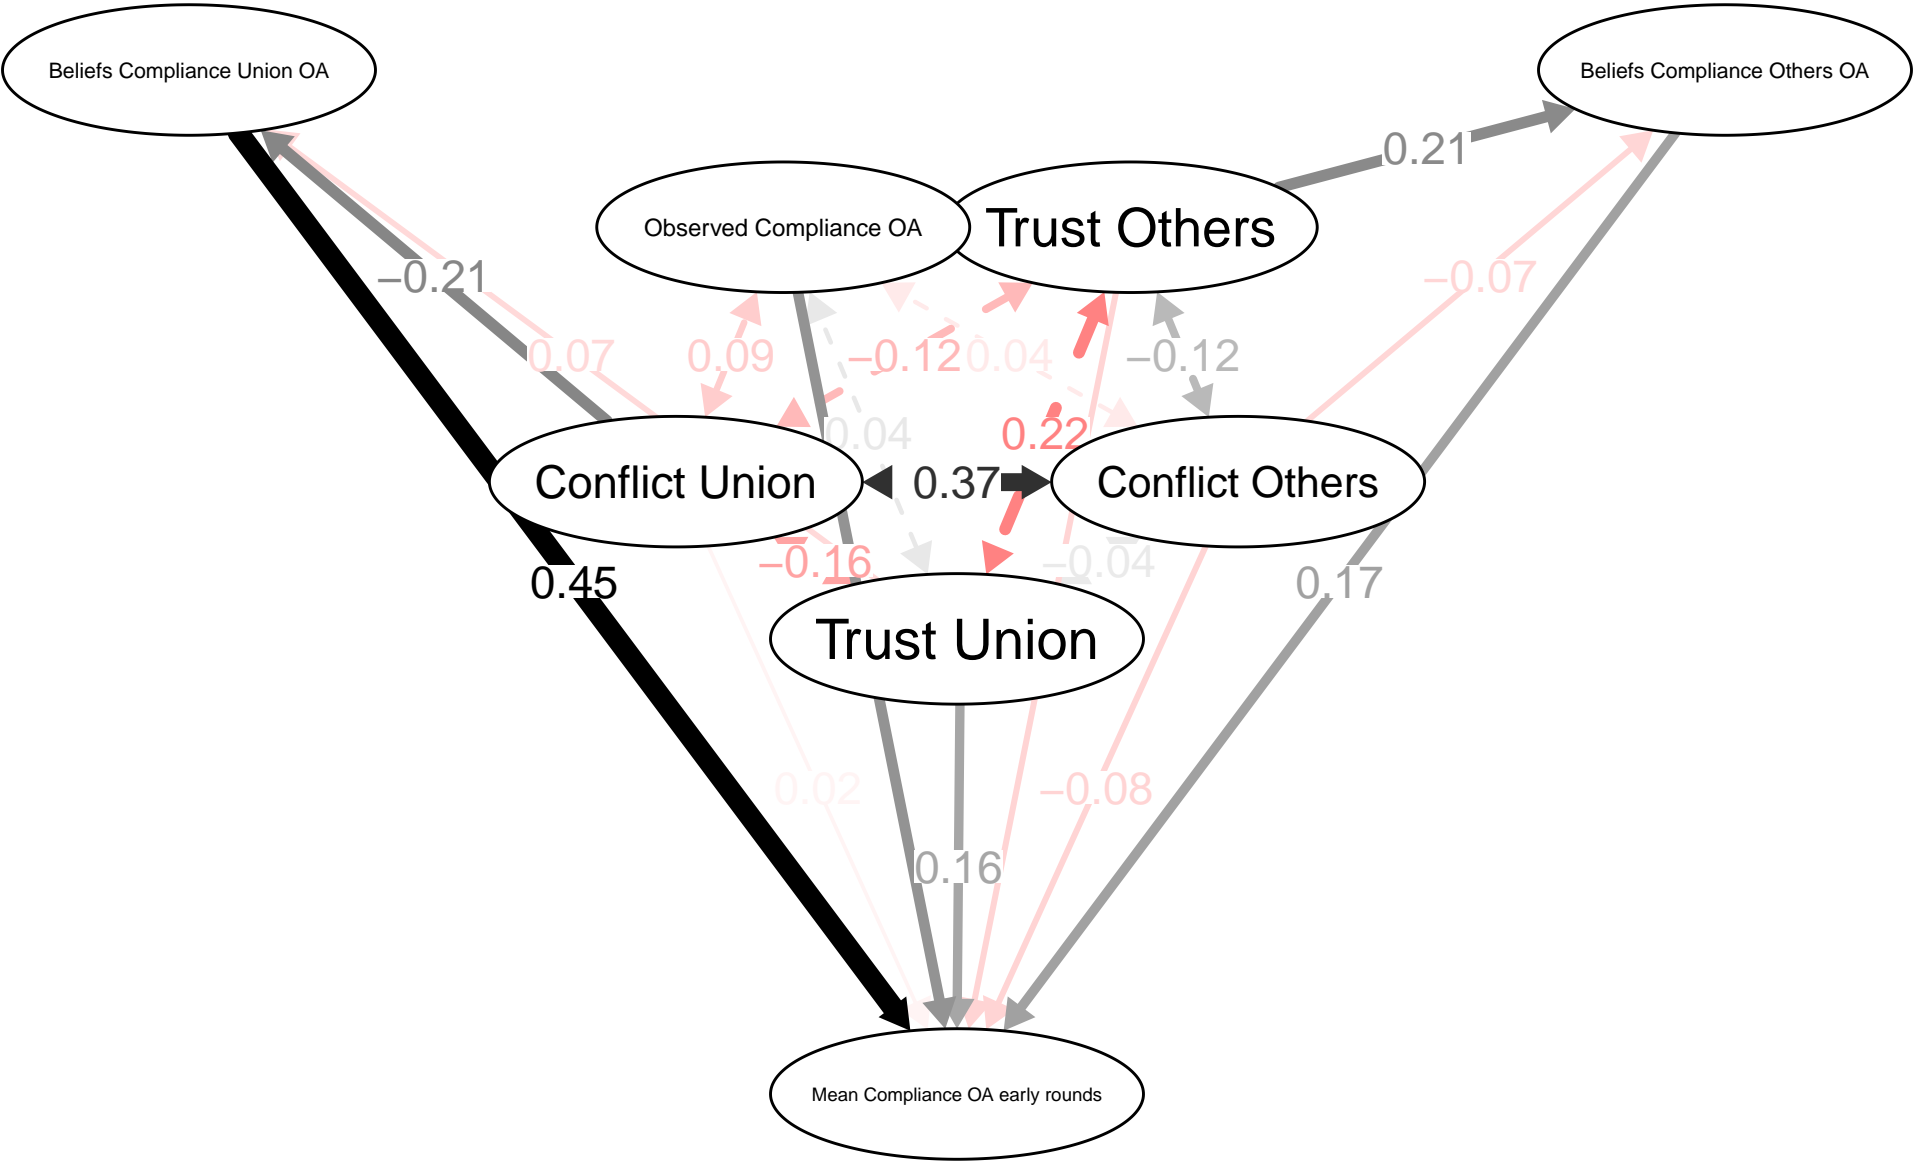 Beliefs Compliance Union OA
Beliefs Compliance Others OA
0.21
Observed Compliance OA
Trust Others
−0.21
−0.07
0.07
0.09
−0.12
0.04
−0.12
0.04
0.22
Conflict Union
0.37
Conflict Others
−0.16
−0.04
0.45
0.17
Trust Union
0.02
−0.08
0.16
Mean Compliance OA early rounds